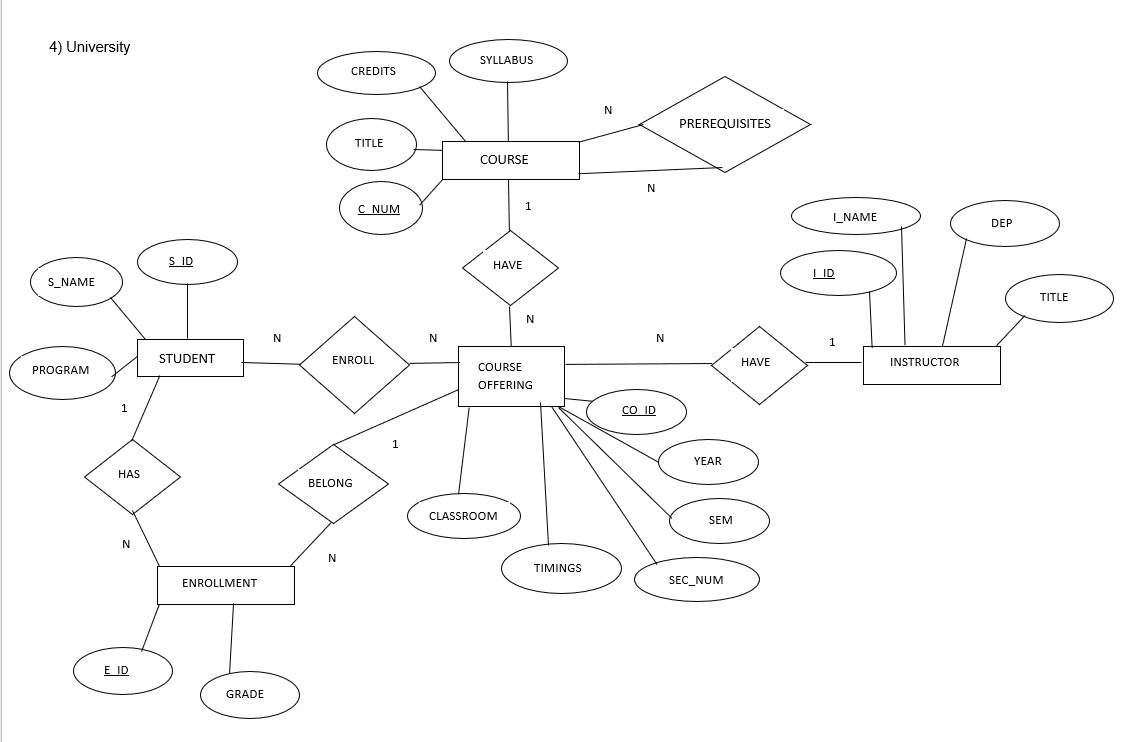 4) University
CREDITS
SYLLABUS
N
PREREQUISITES
TITLE
COURSE
N
C_NUM
1
I_NAME
DEP
S_ID
HAVE
I_ID
S_NAME
TITLE
N
N
N
N
1
STUDENT
ENROLL
COURSE
OFFERING
HAVE
INSTRUCTOR
PROGRAM
1
CO_ID
1
YEAR
HAS
BELONG
CLASSROOM
SEM
N
N
TIMINGS
SEC_NUM
ENROLLMENT
E_ID
GRADE